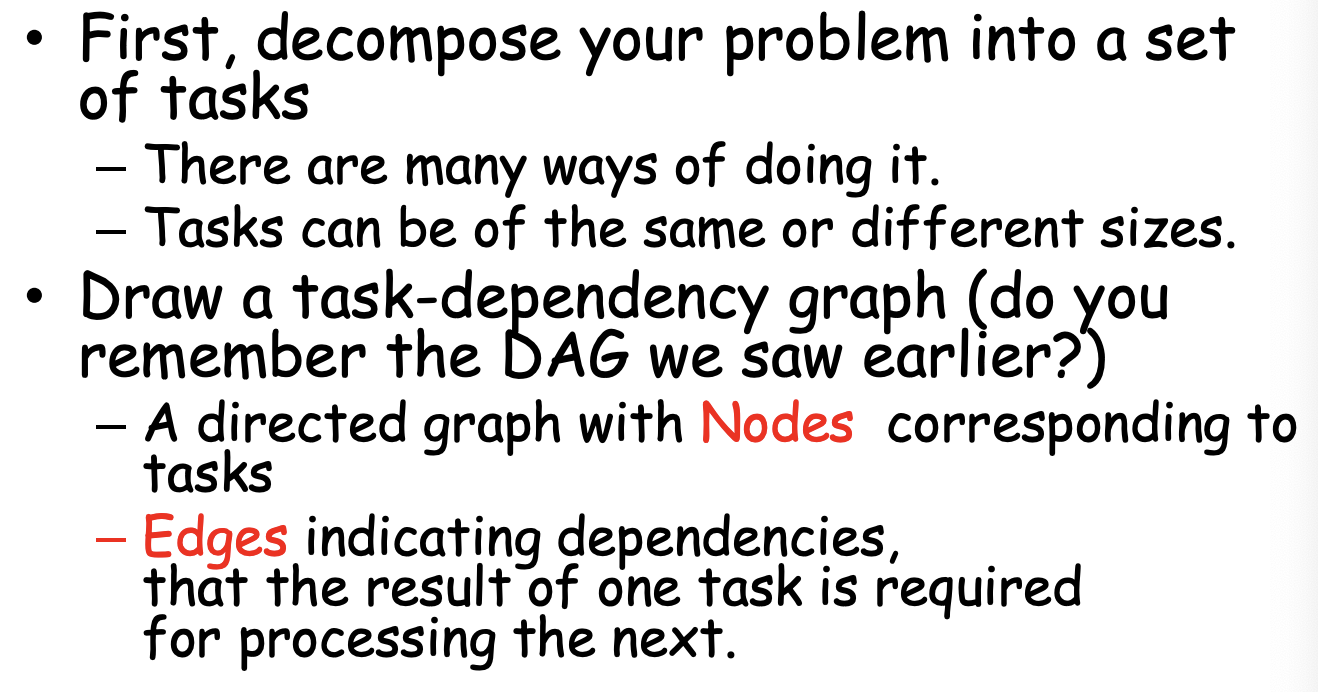 • First, decompose your problem into a set
of tasks
– There are many ways of doing it.
– Tasks can be of the same or different sizes.
• Draw a task-dependency graph (do you
remember the DAG we saw earlier?)
– A directed graph with Nodes corresponding to
tasks
– Edges indicating dependencies,
that the result of one task is required
for processing the next.